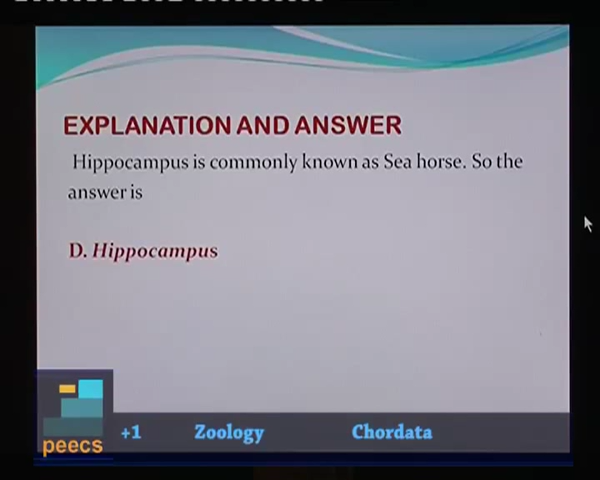 EXPLANATION AND ANSWER
Hippocampus is commonly known as Sea horse. So the
answer is
D. Hippocampus
peecs
+1 Zoology Chordata